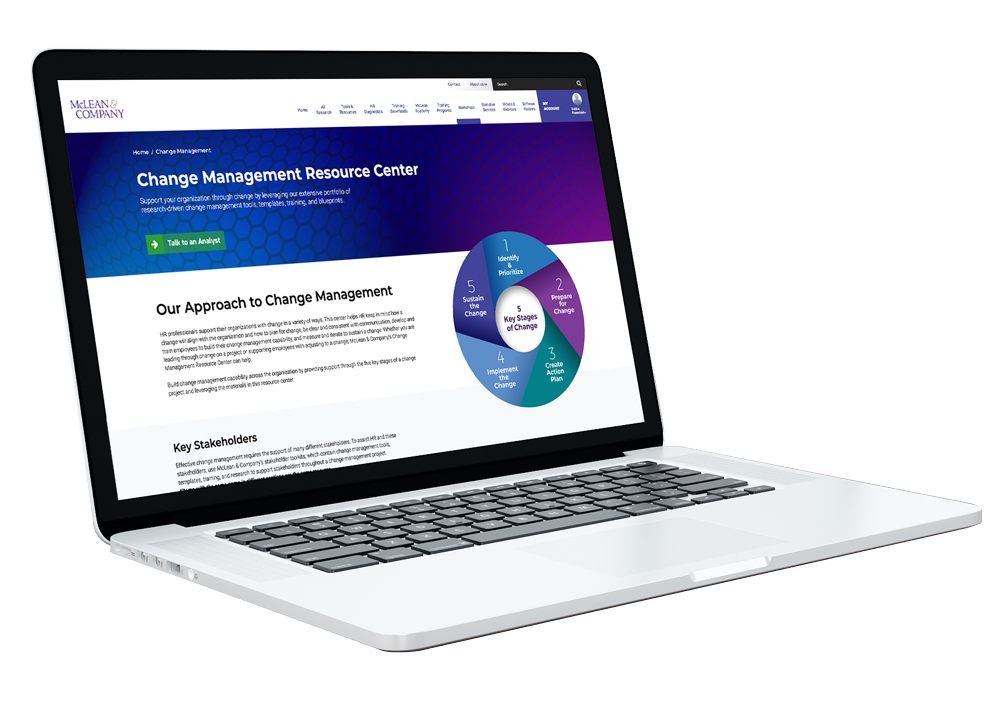 Contact
About us
Search
McLEAN &
COMPANY
Home
All
Research
Tools &
Resources
HR
Diagnostics
Training
Downloads
McLean
Academy
Training
Programs
Workshops
Executive
Services
Videos &
Webinars
Software
Reviews
MY
ACCOUNT
Home / Change Management
Change Management Resource Center
Support your organization through change by leveraging our extensive portfolio of
research-driven change management tools, templates, training, and blueprints.
Talk to an Analyst
1
Identify
&
Prioritize
2
Prepare
for
Change
3
Create
Action
Plan
4
Implement
the
Change
5
Sustain
the
Change
5
Key Stages
of Change
Our Approach to Change Management
HR professionals support their organizations with change in a variety of ways. This center helps HR keep in mind how a
change will align with the organization and how to plan for change, be clear and consistent with communication, develop and
train employees to build their change management capability, and measure and iterate to sustain a change. Whether you are
leading through change on a project or supporting employees with adjusting to a change, McLean & Company's Change
Management Resource Center can help.
Build change management capability across the organization by providing support through the five key stages of a change
project and leveraging the materials in this resource center.
Key Stakeholders
Effective change management requires the support of many different stakeholders. To assist HR and these
stakeholders, use McLean & Company's stakeholder toolkits, which contain change management tools,
templates, training, and research to support stakeholders throughout a change management project.